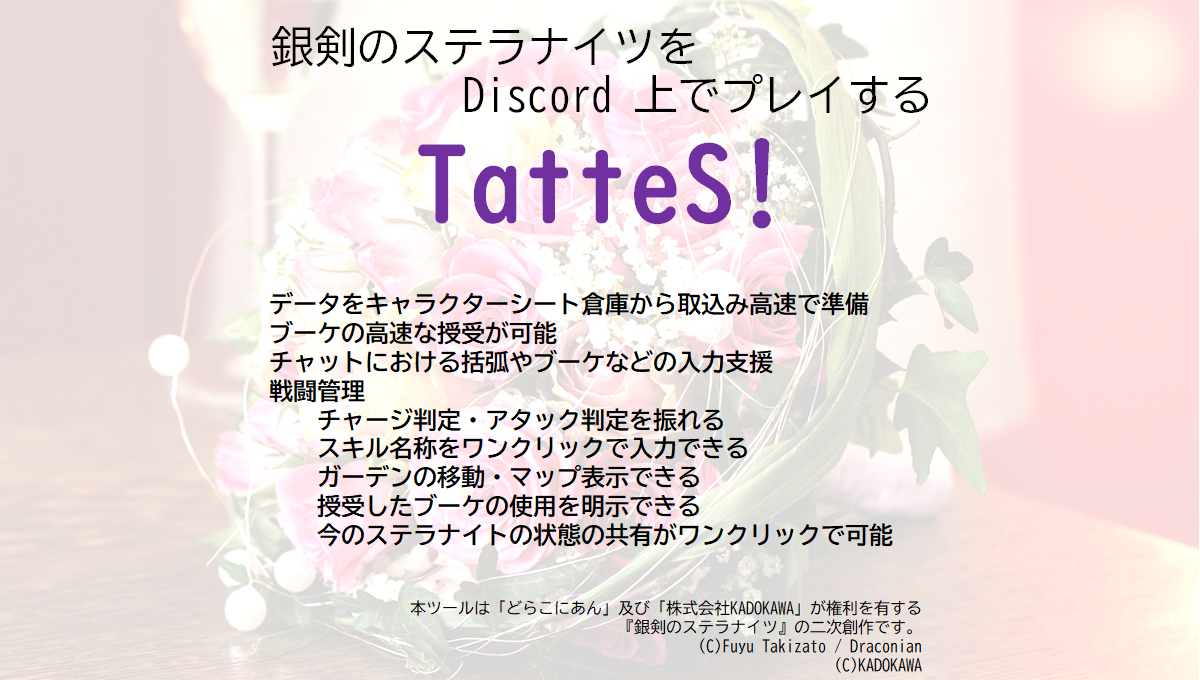 銀剣のステラナイツを
Discord 上でプレイする
TatteS!
データをキャラクターシート倉庫から取込み高速で準備
ブーケの高速な授受が可能
チャットにおける括弧やブーケなどの入力支援
戦闘管理
チャージ判定・アタック判定を振れる
スキル名称をワンクリックで入力できる
ガーデンの移動・マップ表示できる
授受したブーケの使用を明示できる
今のステラナイトの状態の共有がワンクリックで可能
本ツールは「どらこにあん」及び「株式会社KADOKAWA」が権利を有する
『銀剣のステラナイツ』の二次創作です。
(C)Fuyu Takizato / Draconian
(C)KADOKAWA